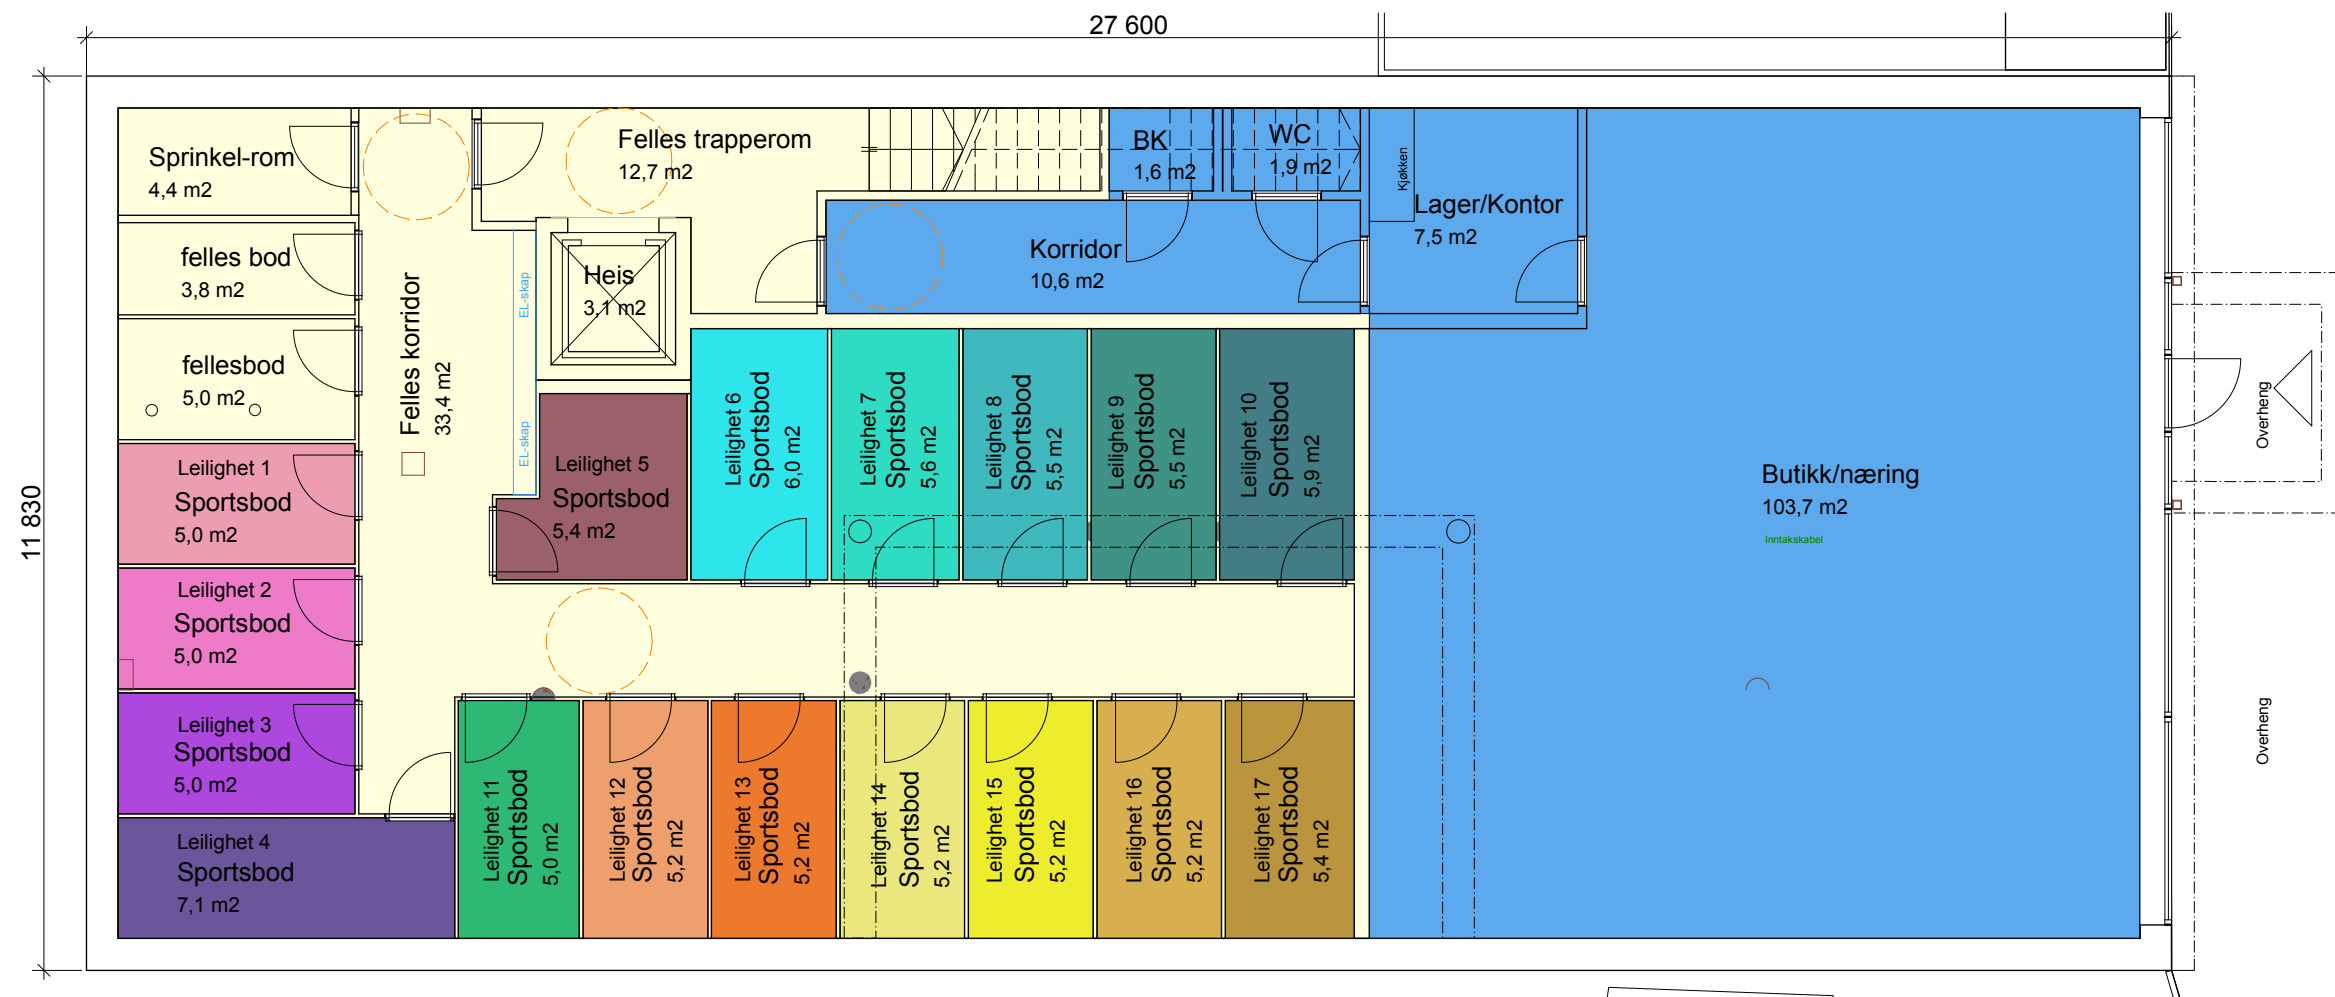 27 600
11 830
Sprinkel-rom
4,4 m2
felles bod
3,8 m2
fellesbod
5,0 m2
Leilighet 1
Sportsbod
5,0 m2
Leilighet 2
Sportsbod
5,0 m2
Leilighet 3
Sportsbod
5,0 m2
Leilighet 4
Sportsbod
7,1 m2
Felles korridor
33,4 m2
EL-skap
EL-skap
Felles trapperom
12,7 m2
Heis
3,1 m2
Leilighet 5
Sportsbod
5,4 m2
Leilighet 6
Sportsbod
6,0 m2
Leilighet 7
Sportsbod
5,6 m2
Leilighet 8
Sportsbod
5,5 m2
Leilighet 9
Sportsbod
5,5 m2
Leilighet 10
Sportsbod
5,9 m2
Leilighet 11
Sportsbod
5,0 m2
Leilighet 12
Sportsbod
5,2 m2
Leilighet 13
Sportsbod
5,2 m2
Leilighet 14
Sportsbod
5,2 m2
Leilighet 15
Sportsbod
5,2 m2
Leilighet 16
Sportsbod
5,2 m2
Leilighet 17
Sportsbod
5,4 m2
BK
1,6 m2
WC
1,9 m2
Korridor
10,6 m2
Kjøkken
Lager/Kontor
7,5 m2
Butikk/næring
103,7 m2
Inntakskabel
Overheng
Overheng